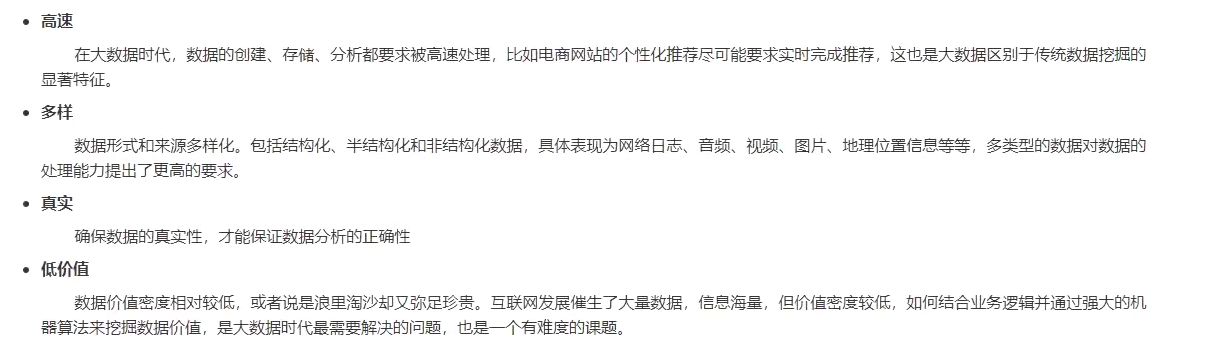 高速
在大数据时代，数据的创建、存储、分析都要求被高速处理，比如电商网站的个性化推荐尽可能要求实时完成推荐，这也是大数据区别于传统数据挖掘的
显著特征。
多样
数据形式和来源多样化。包括结构化、半结构化和非结构化数据，具体表现为网络日志、音频、视频、图片、地理位置信息等等，多类型的数据对数据的
处理能力提出了更高的要求。
真实
确保数据的真实性，才能保证数据分析的正确性
低价值
数据价值密度相对较低，或者说是浪里淘沙却又弥足珍贵。互联网发展催生了大量数据，信息海量，但价值密度较低，如何结合业务逻辑并通过强大的机
器算法来挖掘数据价值，是大数据时代最需要解决的问题，也是一个有难度的课题。